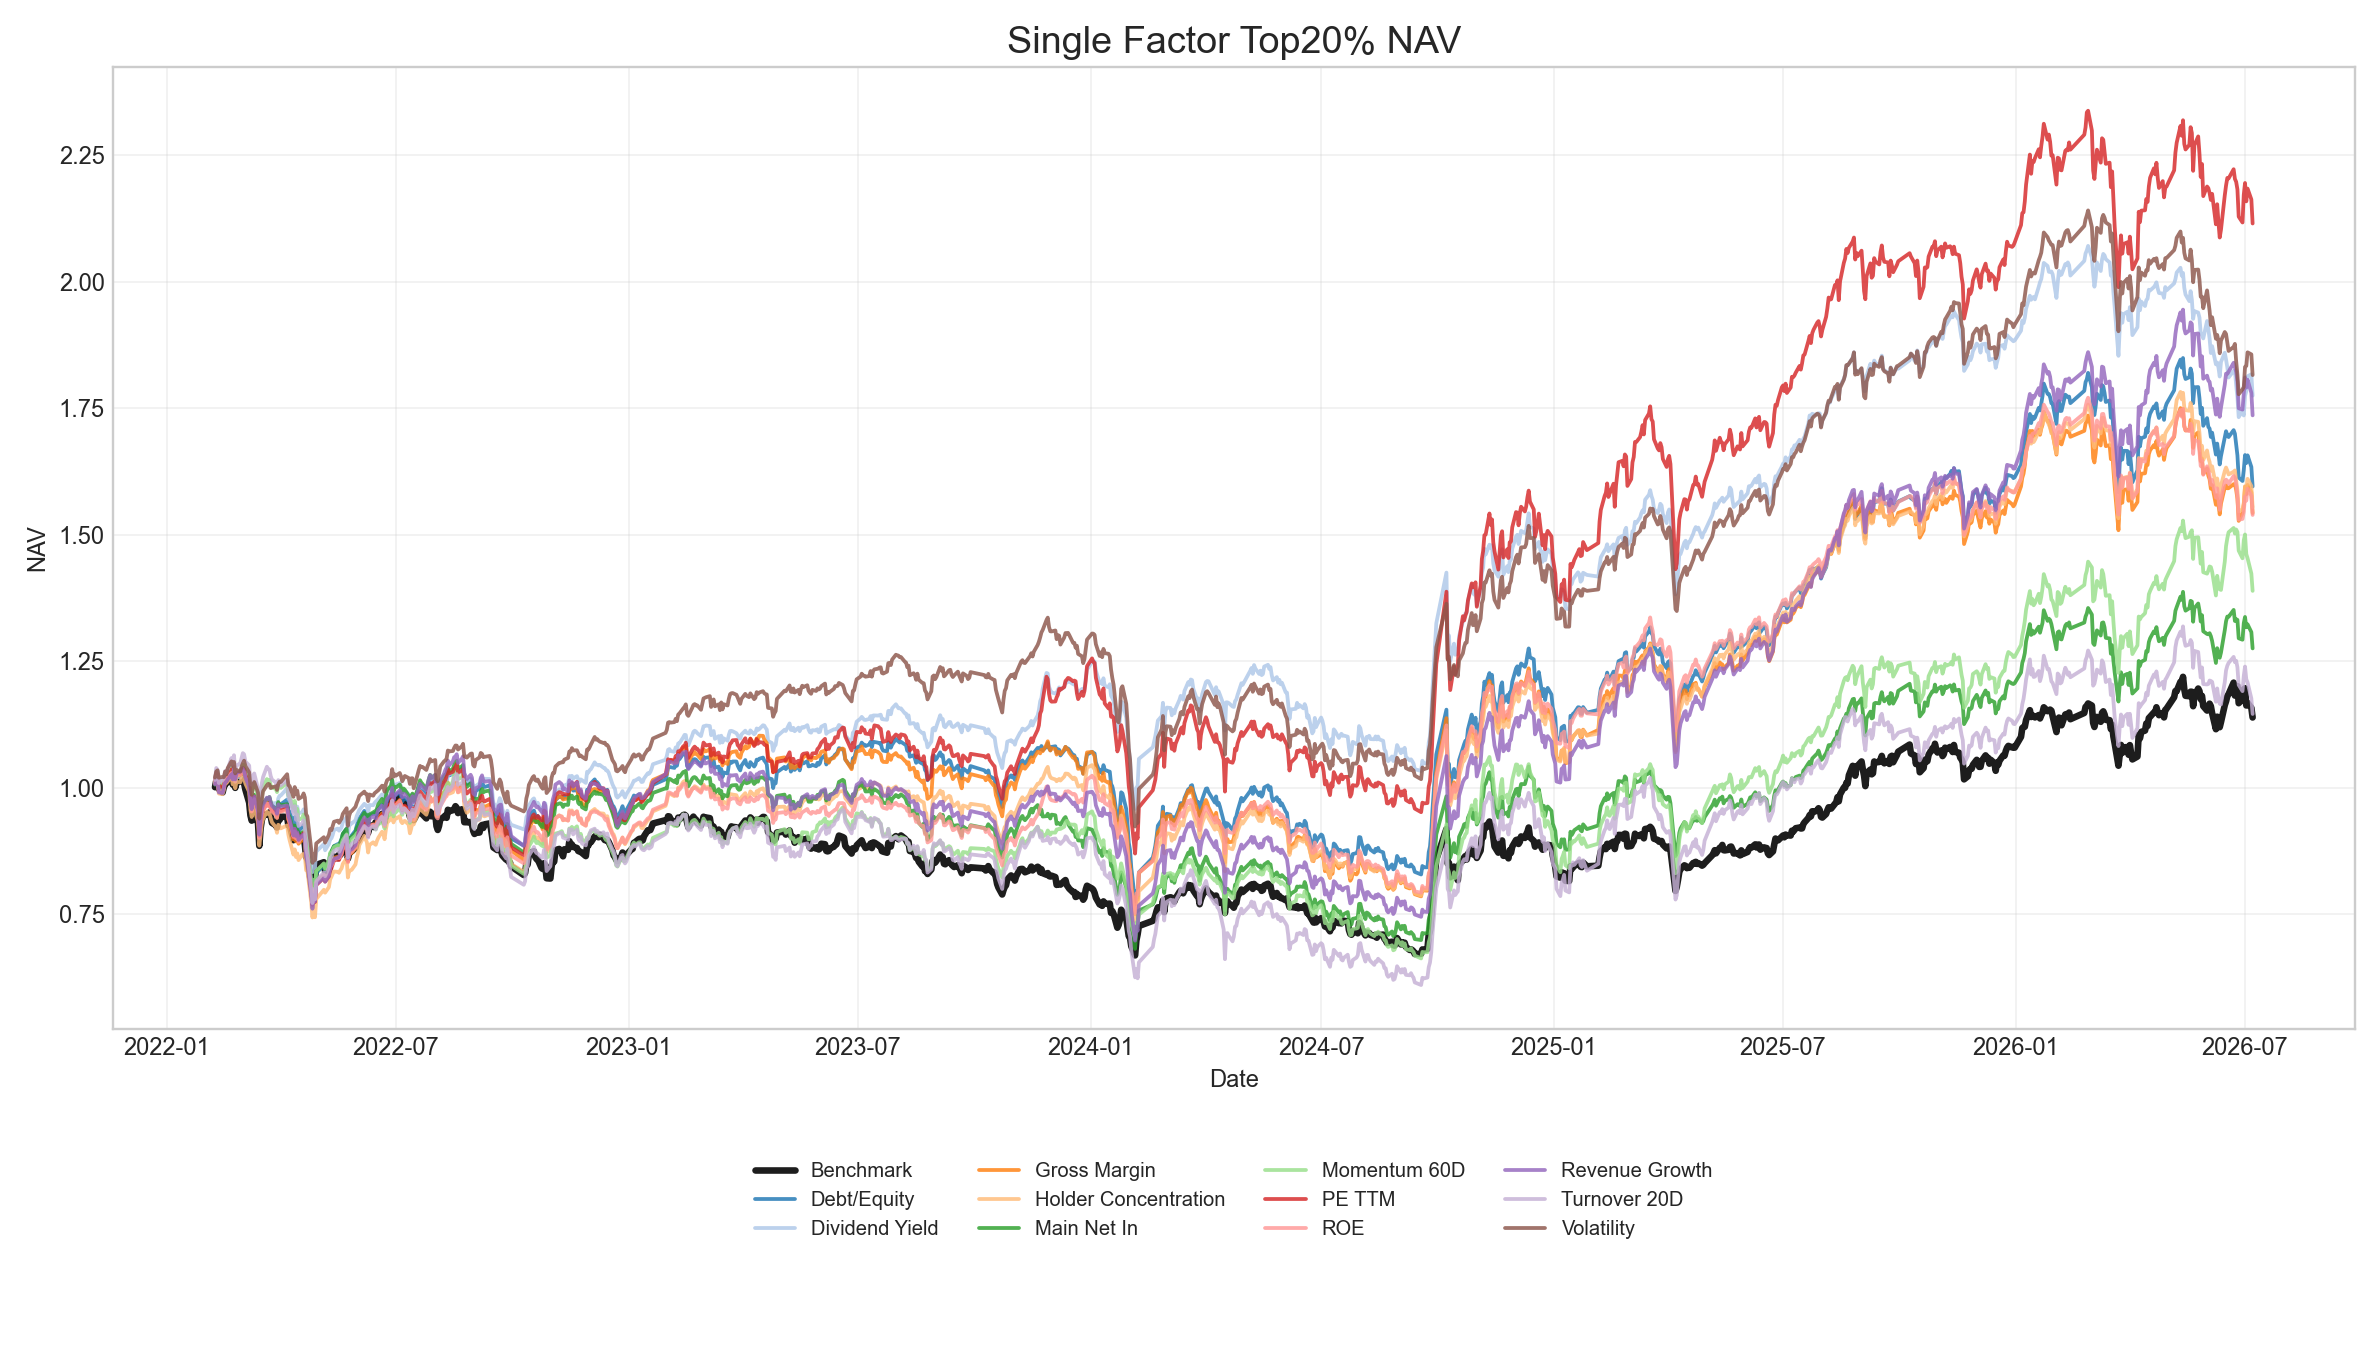 Single Factor Top20% NAV
NAV
2.25
2.00
1.75
1.50
1.25
1.00
0.75
2022-01 2022-07 2023-01 2023-07 2024-01 2024-07 2025-01 2025-07 2026-01 2026-07
Date
Benchmark Gross Margin Momentum 60D Revenue Growth
Debt/Equity Holder Concentration PE TTM Turnover 20D
Dividend Yield Main Net In ROE Volatility